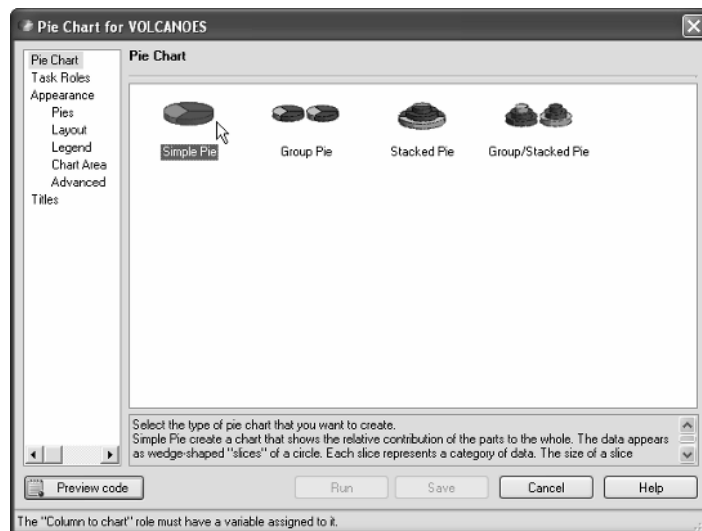 Pie Chart for VOLCANOES
Pie Chart
Task Roles
Appearance
Pies
Layout
Legend
Chart Area
Advanced
Titles
Pie Chart
Simple Pie
Group Pie
Stacked Pie
Group/Stacked Pie
Select the type of pie chart that you want to create.
Simple Pie create a chart that shows the relative contribution of the parts to the whole. The data appears
as wedge-shaped "slices" of a circle. Each slice represents a category of data. The size of a slice
Preview code
Run
Save
Cancel
Help
The "Column to chart" role must have a variable assigned to it.